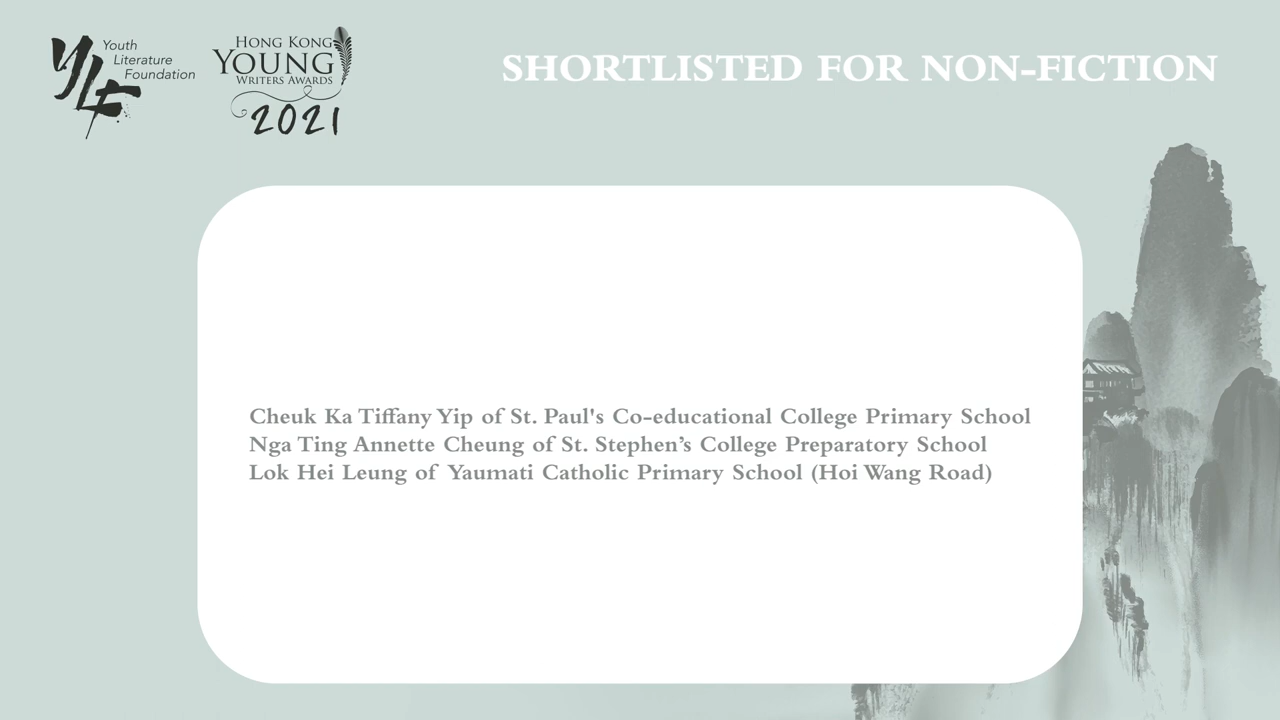 Youth
Literature
Foundation
HONG KONG
YOUNG
WRITERS AWARDS
2021
SHORTLISTED FOR NON-FICTION
Cheuk Ka Tiffany Yip of St. Paul's Co-educational College Primary School
Nga Ting Annette Cheung of St. Stephen’s College Preparatory School
Lok Hei Leung of Yaumati Catholic Primary School (Hoi Wang Road)